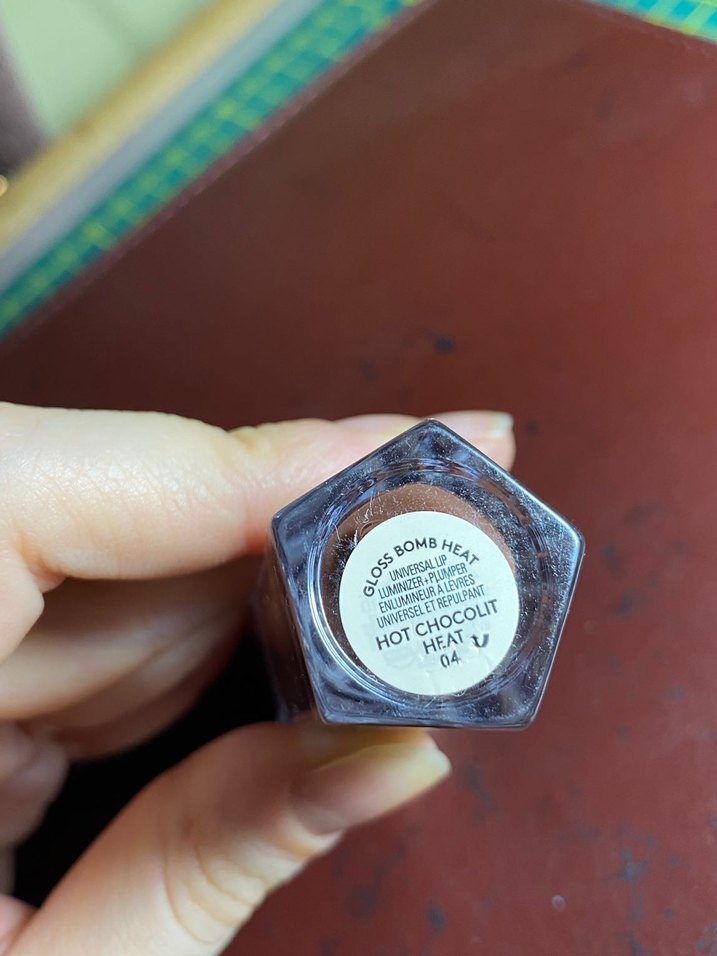 GLOSS BOMB HEAT
UNIVERSAL LIP
LUMINIZER+PLUMPER
ENLUMINEUR À LÈVRES
UNIVERSEL ET REPULPANT
HOT CHOCOLIT
HEAT
04